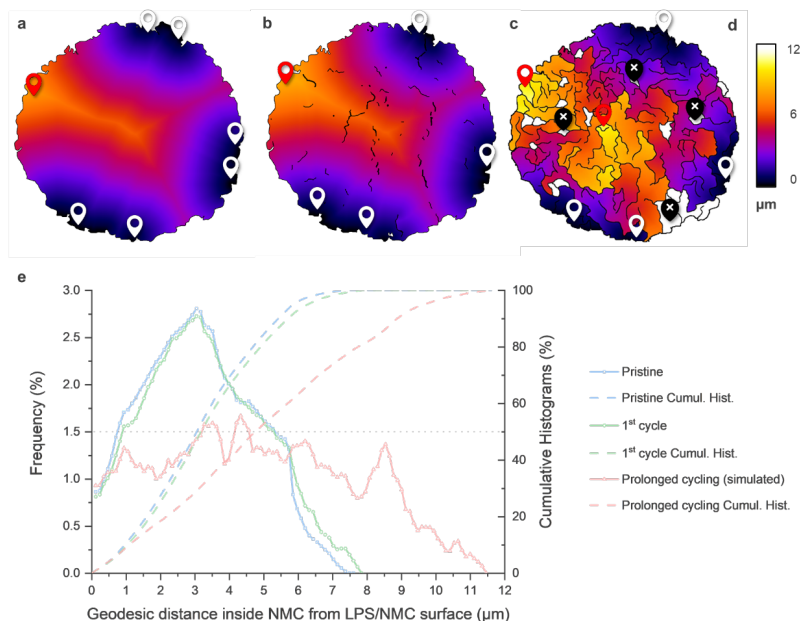 a
b
c
d
12
6
0
µm
e
3.0
2.5
2.0
1.5
1.0
0.5
0.0
Frequency (%)
100
80
60
40
20
0
Cumulative Histograms (%)
0 1 2 3 4 5 6 7 8 9 10 11 12
Geodesic distance inside NMC from LPS/NMC surface (µm)
Pristine
Pristine Cumul. Hist.
1st cycle
1st cycle Cumul. Hist.
Prolonged cycling (simulated)
Prolonged cycling Cumul. Hist.